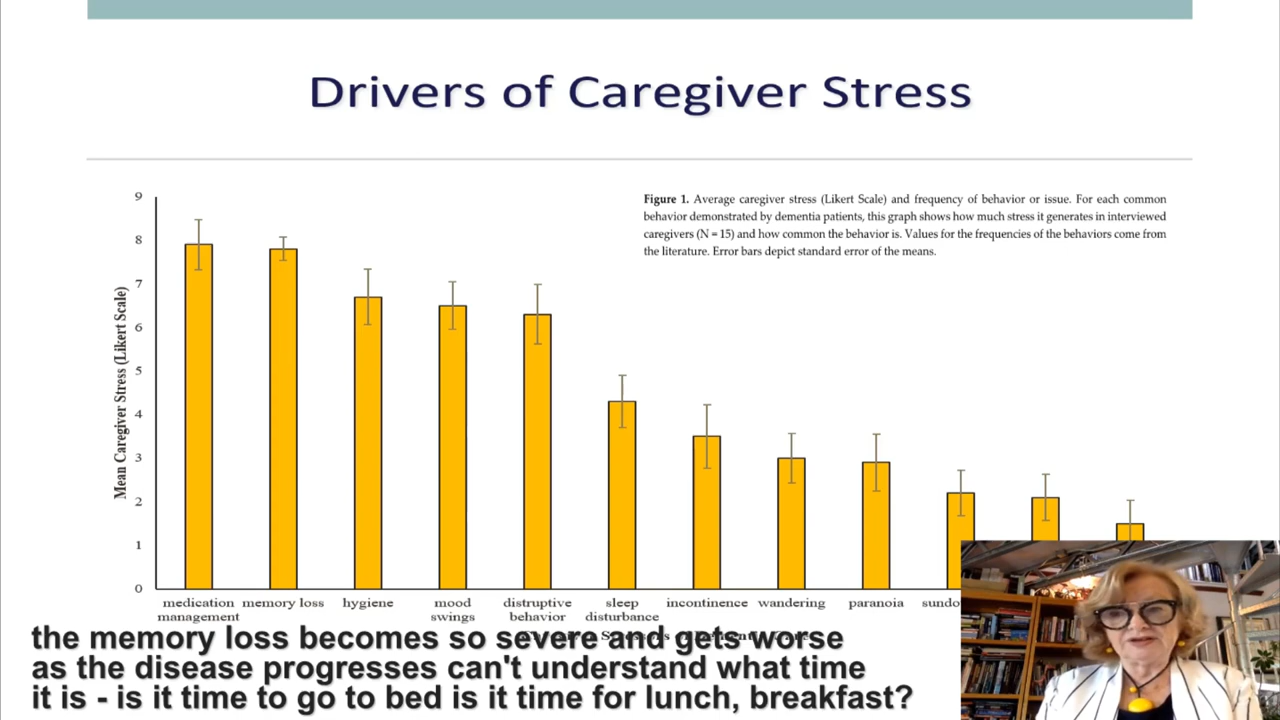 Drivers of Caregiver Stress
Figure 1. Average caregiver stress (Likert Scale) and frequency of behavior or issue. For each common
behavior demonstrated by dementia patients, this graph shows how much stress it generates in interviewed
caregivers (N = 15) and how common the behavior is. Values for the frequencies of the behaviors come from
the literature. Error bars depict standard error of the means.
Mean Caregiver Stress (Likert Scale)
9
8
7
6
5
4
3
2
1
0
medication management
memory loss
hygiene
mood swings
distruptive behavior
sleep disturbance
incontinence
wandering
paranoia
the memory loss becomes so severe and gets worse
as the disease progresses can't understand what time
it is - is it time to go to bed is it time for lunch, breakfast?